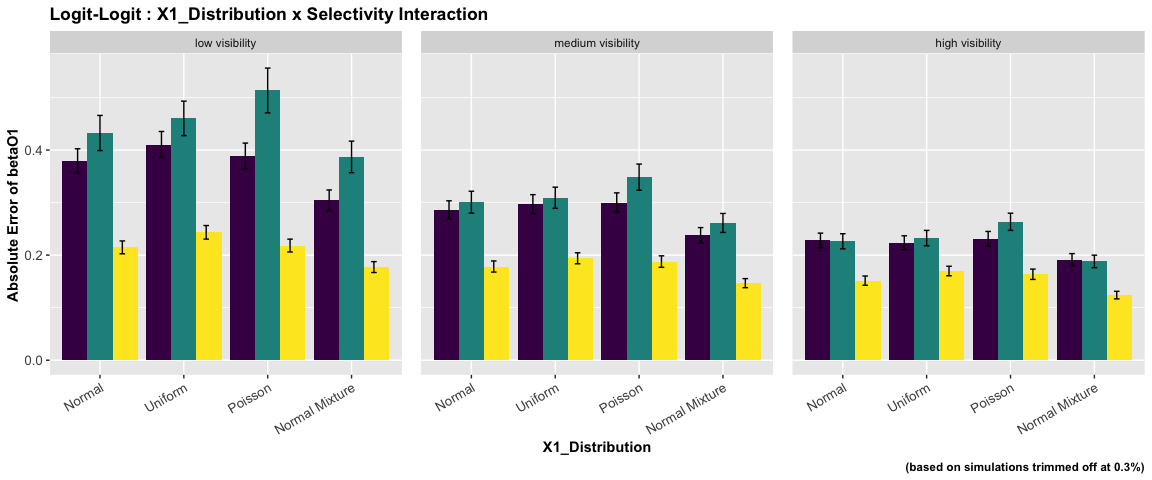 Logit-Logit : X1_Distribution x Selectivity Interaction
low visibility
medium visibility
high visibility
Absolute Error of betaO1
0.4
0.2
0.0
Normal
Uniform
Poisson
Normal Mixture
Normal
Uniform
Poisson
Normal Mixture
Normal
Uniform
Poisson
Normal Mixture
X1_Distribution
(based on simulations trimmed off at 0.3%)